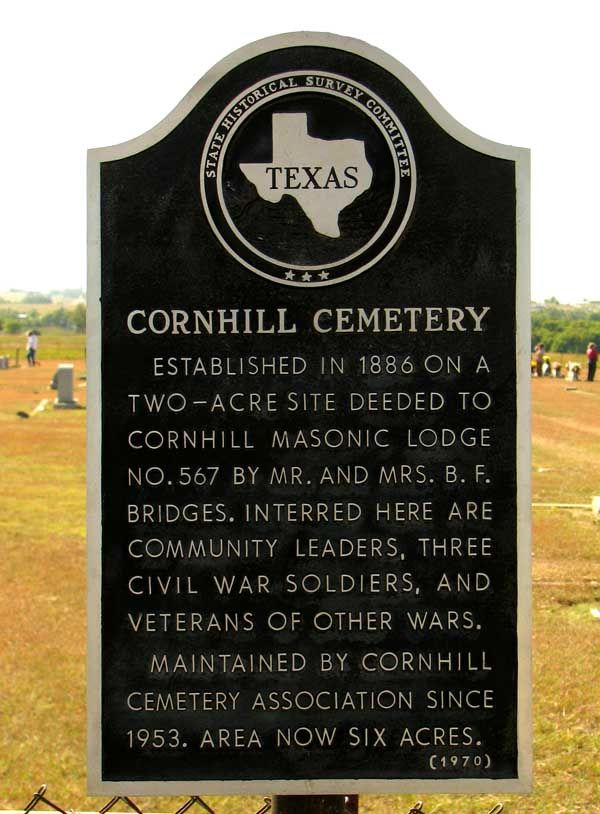 STATE HISTORICAL SURVEY COMMITTEE
TEXAS
CORNHILL CEMETERY
ESTABLISHED IN 1886 ON A
TWO-ACRE SITE DEEDED TO
CORNHILL MASONIC LODGE
NO. 567 BY MR. AND MRS. B. F.
BRIDGES. INTERRED HERE ARE
COMMUNITY LEADERS, THREE
CIVIL WAR SOLDIERS, AND
VETERANS OF OTHER WARS.
MAINTAINED BY CORNHILL
CEMETERY ASSOCIATION SINCE
1953. AREA NOW SIX ACRES.
(1970)